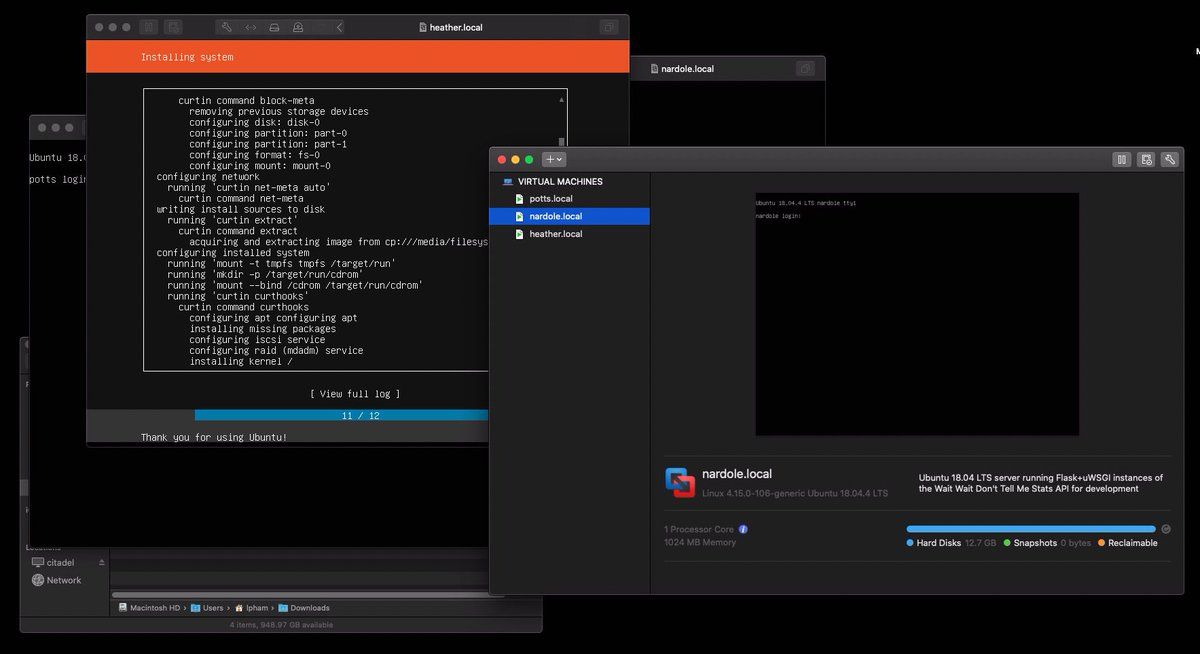 heather.local
Installing system
curtin command block-meta
removing previous storage devices
configuring disk: disk-0
configuring partition: part-0
configuring partition: part-1
configuring format: fs-0
configuring mount: mount-0
configuring network
running 'curtin net-meta auto'
curtin command net-meta
writing install sources to disk
running 'curtin extract'
curtin command extract
acquiring and extracting image from cp:///media/filesys
configuring installed system
running 'mount -t tmpfs tmpfs /target/run'
running 'mkdir -p /target/run/cdrom'
running 'mount --bind /cdrom /target/run/cdrom'
running 'curtin curthooks'
curtin command curthooks
configuring apt configuring apt
installing missing packages
configuring iscsi service
configuring raid (mdadm) service
installing kernel /
[ View full log ]
11 / 12
Thank you for using Ubuntu!
nardole.local
Ubuntu 18.0
potts login
VIRTUAL MACHINES
potts.local
nardole.local
heather.local
Ubuntu 18.04.4 LTS nardole tty1
nardole login:
nardole.local
Linux 4.15.0-106-generic Ubuntu 18.04.4 LTS
Ubuntu 18.04 LTS server running Flask+uWSGI instances of
the Wait Wait Don't Tell Me Stats API for development
1 Processor Core
1024 MB Memory
Hard Disks 12.7 GB Snapshots 0 bytes Reclaimable
Locations
citadel
Network
Macintosh HD › Users › lpham › Downloads
4 items, 948.97 GB available